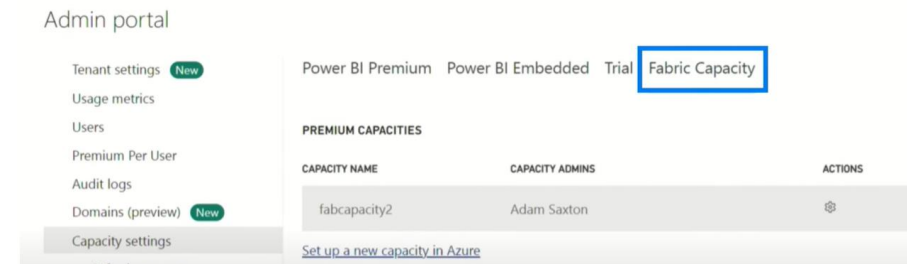 Admin portal
Tenant settings New
Usage metrics
Users
Premium Per User
Audit logs
Domains (preview) New
Capacity settings
Power BI Premium Power BI Embedded Trial Fabric Capacity
PREMIUM CAPACITIES
CAPACITY NAME CAPACITY ADMINS ACTIONS
fabcapacity2 Adam Saxton
Set up a new capacity in Azure